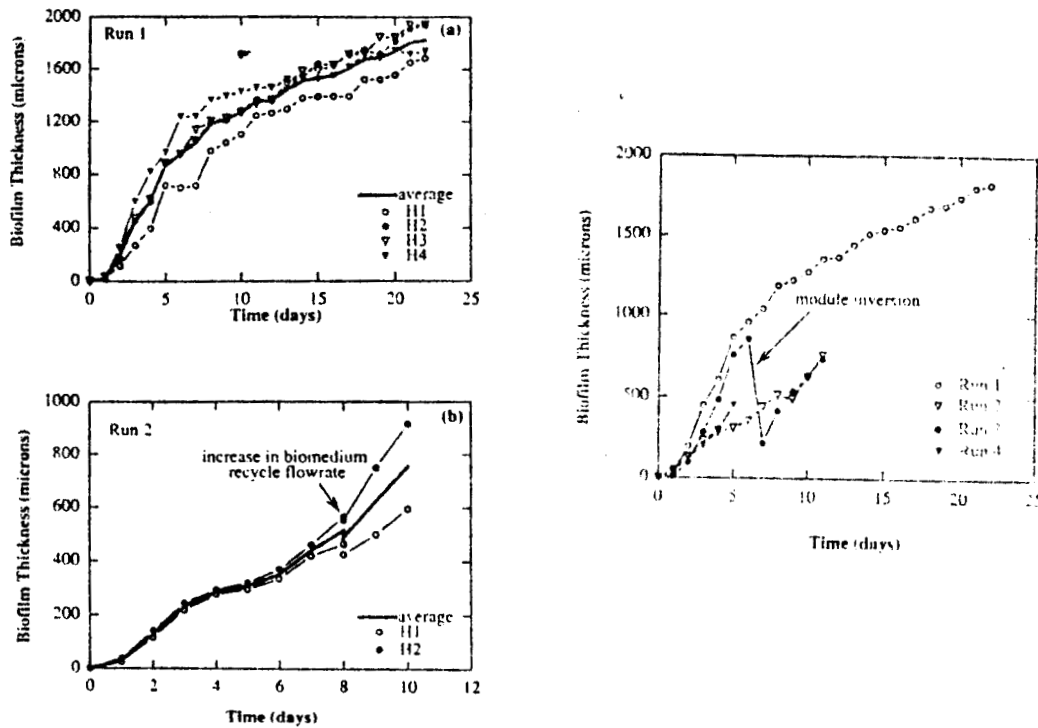 Run 1
(a)
2000
1600
1200
800
400
0
Biofilm Thickness (microns)
average
H1
H2
H3
H4
0 5 10 15 20 25
Time (days)
Run 2
(b)
1000
800
600
400
200
0
Biofilm Thickness (microns)
increase in biomedium
recycle flowrate
average
H1
H2
0 2 4 6 8 10 12
Time (days)
2000
1500
1000
500
0
Biofilm Thickness (microns)
module inversion
Run 1
Run
Run
Run 4
0 5 10 15 20 25
Time (days)